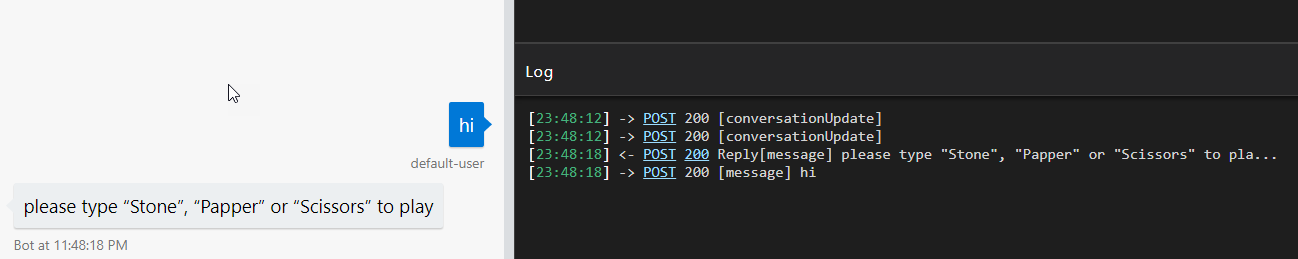 hi
default-user
please type “Stone”, “Papper” or “Scissors” to play
Bot at 11:48:18 PM
Log
[23:48:12] -> POST 200 [conversationUpdate]
[23:48:12] -> POST 200 [conversationUpdate]
[23:48:18] <- POST 200 Reply[message] please type "Stone", "Papper" or "Scissors" to pla...
[23:48:18] -> POST 200 [message] hi